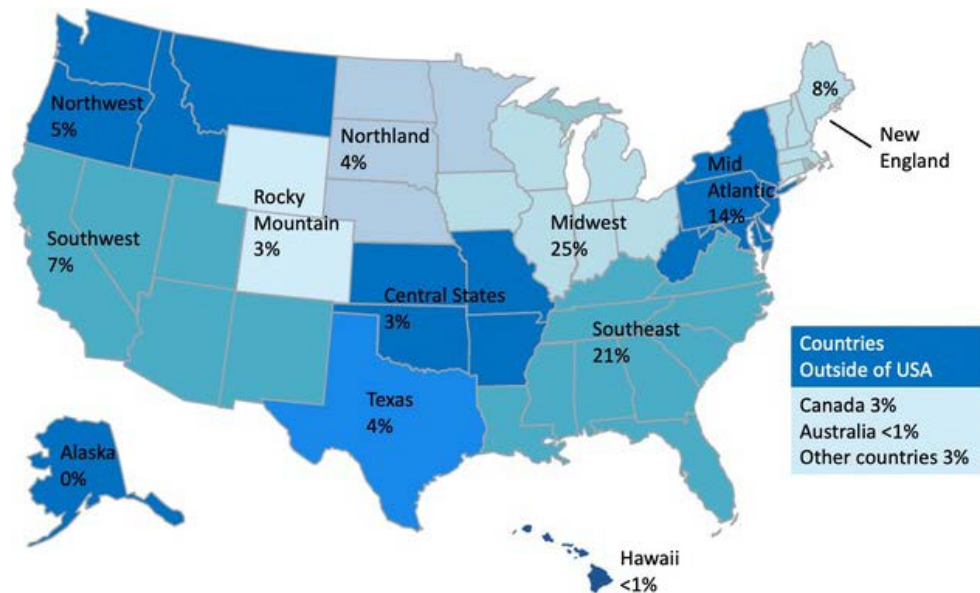 8%
New
England
Northwest
5%
Northland
4%
Mid
Atlantic
14%
Rocky
Mountain
3%
Midwest
25%
Southwest
7%
Central States
3%
Southeast
21%
Countries
Outside of USA
Canada 3%
Australia <1%
Other countries 3%
Texas
4%
Alaska
0%
Hawaii
<1%